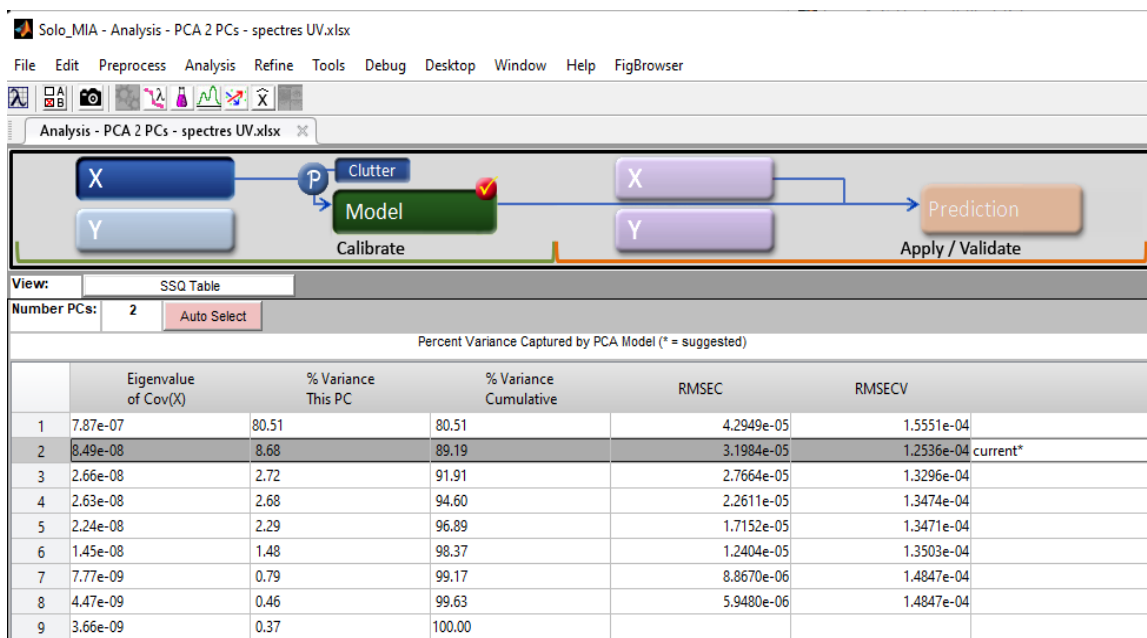 Solo_MIA - Analysis - PCA 2 PCs - spectres UV.xlsx
File Edit Preprocess Analysis Refine Tools Debug Desktop Window Help FigBrowser
Analysis - PCA 2 PCs - spectres UV.xlsx
X P Clutter X
Model Prediction
Y Y
Calibrate Apply / Validate
View: SSQ Table
Number PCs: 2 Auto Select
Percent Variance Captured by PCA Model (* = suggested)
Eigenvalue % Variance % Variance RMSEC RMSECV
of Cov(X) This PC Cumulative
1 7.87e-07 80.51 80.51 4.2949e-05 1.5551e-04
2 8.49e-08 8.68 89.19 3.1984e-05 1.2536e-04 current*
3 2.66e-08 2.72 91.91 2.7664e-05 1.3296e-04
4 2.63e-08 2.68 94.60 2.2611e-05 1.3474e-04
5 2.24e-08 2.29 96.89 1.7152e-05 1.3471e-04
6 1.45e-08 1.48 98.37 1.2404e-05 1.3503e-04
7 7.77e-09 0.79 99.17 8.8670e-06 1.4847e-04
8 4.47e-09 0.46 99.63 5.9480e-06 1.4847e-04
9 3.66e-09 0.37 100.00